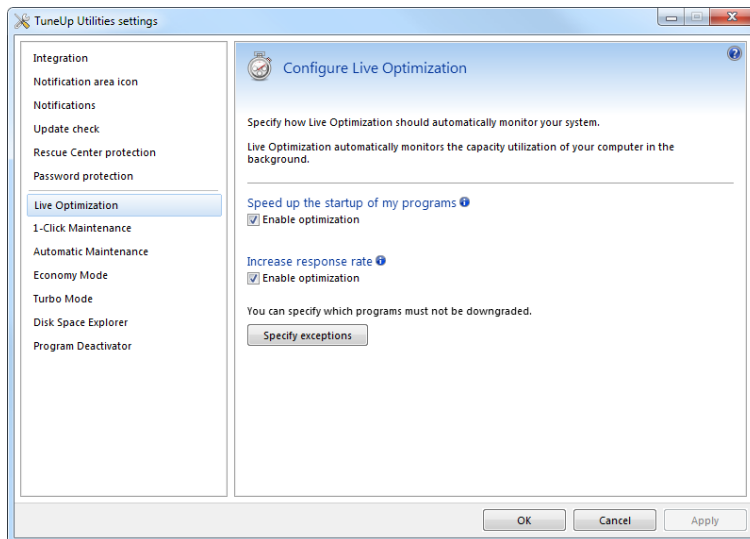 TuneUp Utilities settings
Integration
Notification area icon
Notifications
Update check
Rescue Center protection
Password protection
Live Optimization
1-Click Maintenance
Automatic Maintenance
Economy Mode
Turbo Mode
Disk Space Explorer
Program Deactivator
Configure Live Optimization
Specify how Live Optimization should automatically monitor your system.
Live Optimization automatically monitors the capacity utilization of your computer in the
background.
Speed up the startup of my programs
Enable optimization
Increase response rate
Enable optimization
You can specify which programs must not be downgraded.
Specify exceptions
OK
Cancel
Apply